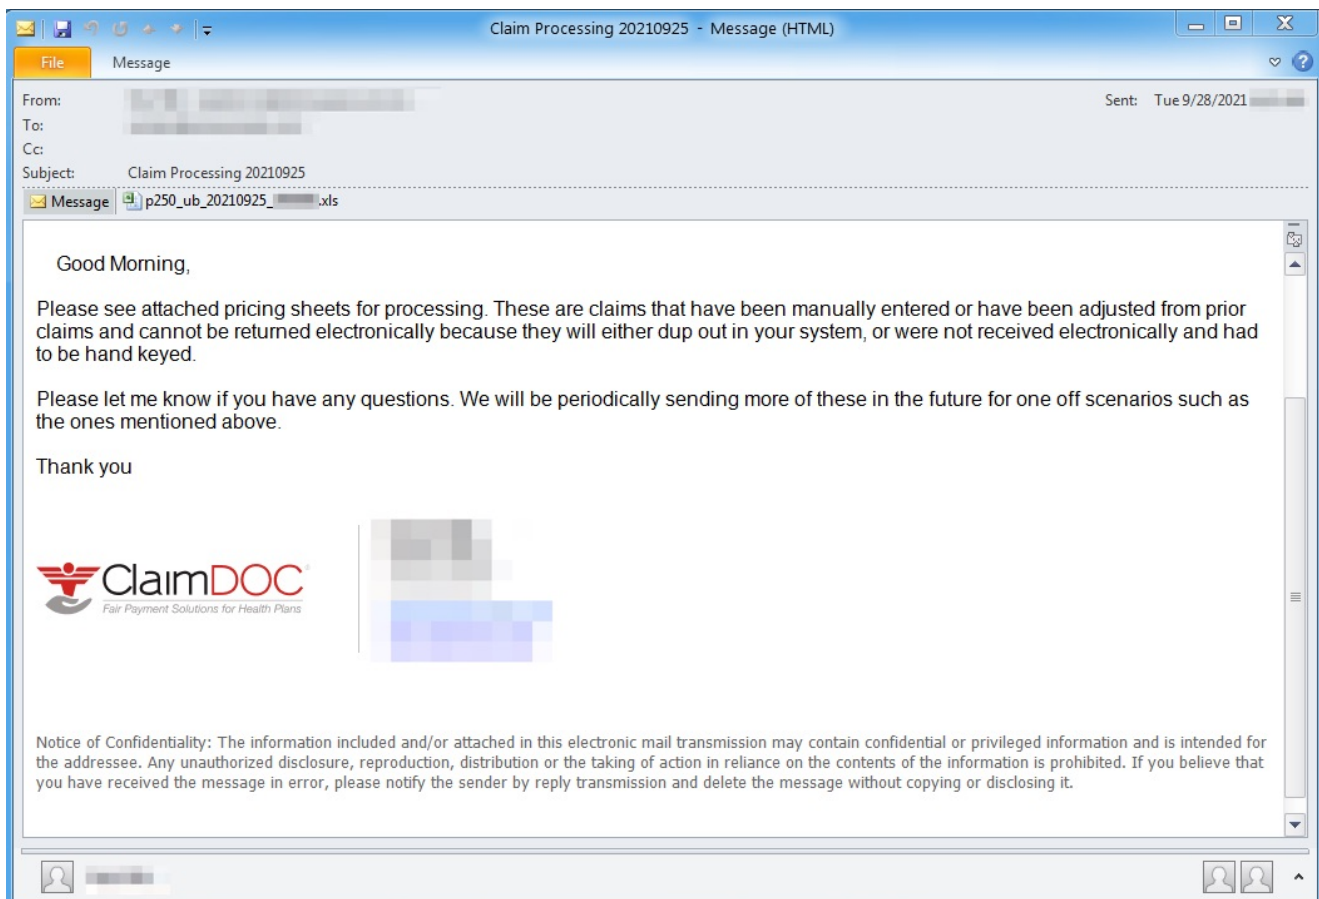 Claim Processing 20210925 - Message (HTML)
File Message
From:
Sent: Tue 9/28/2021
To:
Cc:
Subject: Claim Processing 20210925
Message p250_ub_20210925_ .xls
Good Morning,
Please see attached pricing sheets for processing. These are claims that have been manually entered or have been adjusted from prior
claims and cannot be returned electronically because they will either dup out in your system, or were not received electronically and had
to be hand keyed.
Please let me know if you have any questions. We will be periodically sending more of these in the future for one off scenarios such as
the ones mentioned above.
Thank you
ClaimDOC
Fair Payment Solutions for Health Plans
Notice of Confidentiality: The information included and/or attached in this electronic mail transmission may contain confidential or privileged information and is intended for
the addressee. Any unauthorized disclosure, reproduction, distribution or the taking of action in reliance on the contents of the information is prohibited. If you believe that
you have received the message in error, please notify the sender by reply transmission and delete the message without copying or disclosing it.